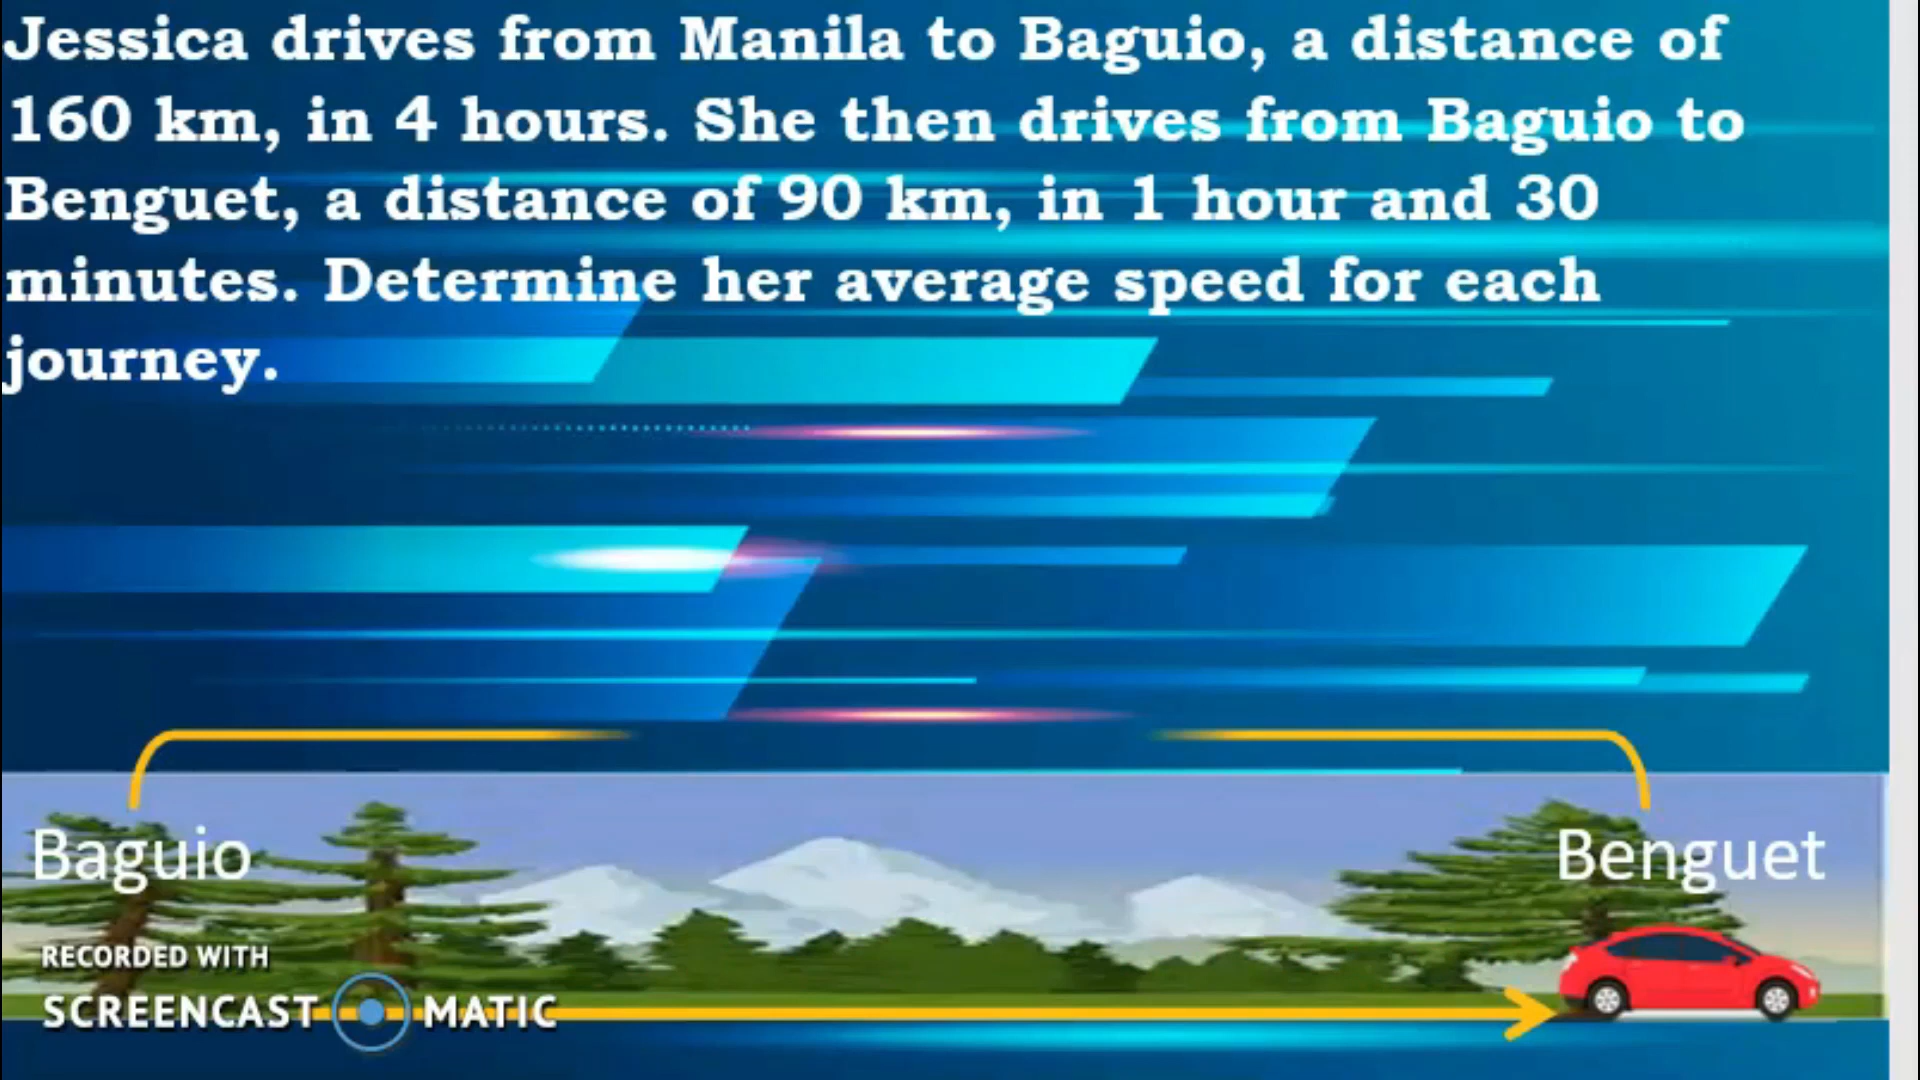 Jessica drives from Manila to Baguio, a distance of
160 km, in 4 hours. She then drives from Baguio to
Benguet, a distance of 90 km, in 1 hour and 30
minutes. Determine her average speed for each
journey.
Baguio
Benguet
RECORDED WITH
SCREENCAST MATIC